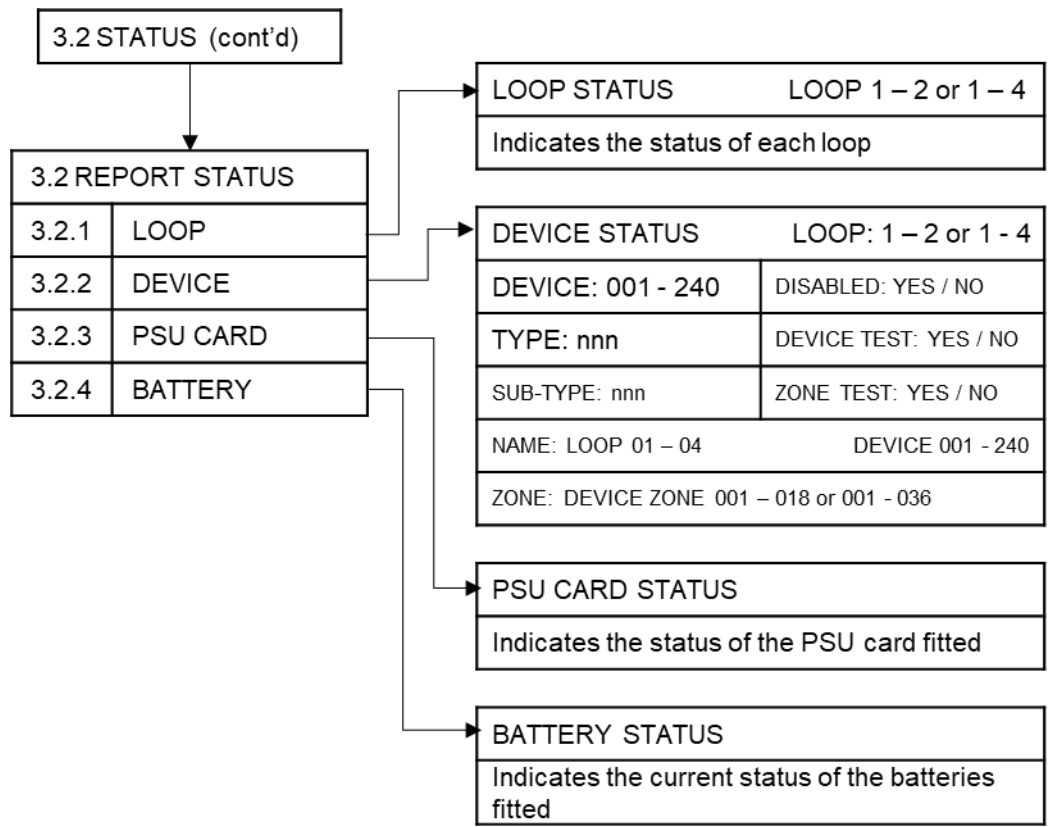 3.2 STATUS (cont’d)
3.2 REPORT STATUS
3.2.1 LOOP
3.2.2 DEVICE
3.2.3 PSU CARD
3.2.4 BATTERY
LOOP STATUS LOOP 1 – 2 or 1 – 4
Indicates the status of each loop
DEVICE STATUS LOOP: 1 – 2 or 1 - 4
DEVICE: 001 - 240 DISABLED: YES / NO
TYPE: nnn DEVICE TEST: YES / NO
SUB-TYPE: nnn ZONE TEST: YES / NO
NAME: LOOP 01 – 04 DEVICE 001 - 240
ZONE: DEVICE ZONE 001 – 018 or 001 - 036
PSU CARD STATUS
Indicates the status of the PSU card fitted
BATTERY STATUS
Indicates the current status of the batteries
fitted